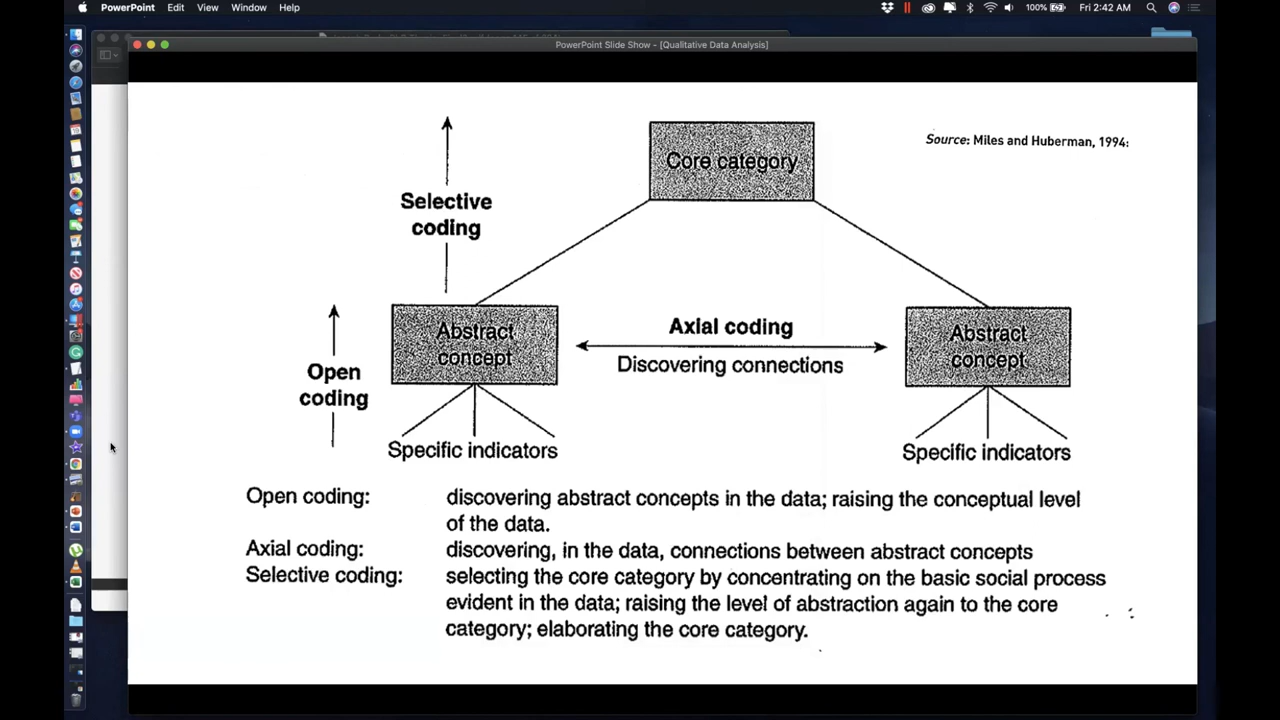 PowerPoint Edit View Window Help
100% Fri 2:42 AM
PowerPoint Slide Show - [Qualitative Data Analysis]
Source: Miles and Huberman, 1994:
Core category
Selective
coding
Abstract
concept
Axial coding
Discovering connections
Abstract
concept
Open
coding
Specific indicators
Specific indicators
Open coding: discovering abstract concepts in the data; raising the conceptual level
of the data.
Axial coding: discovering, in the data, connections between abstract concepts
Selective coding: selecting the core category by concentrating on the basic social process
evident in the data; raising the level of abstraction again to the core
category; elaborating the core category.